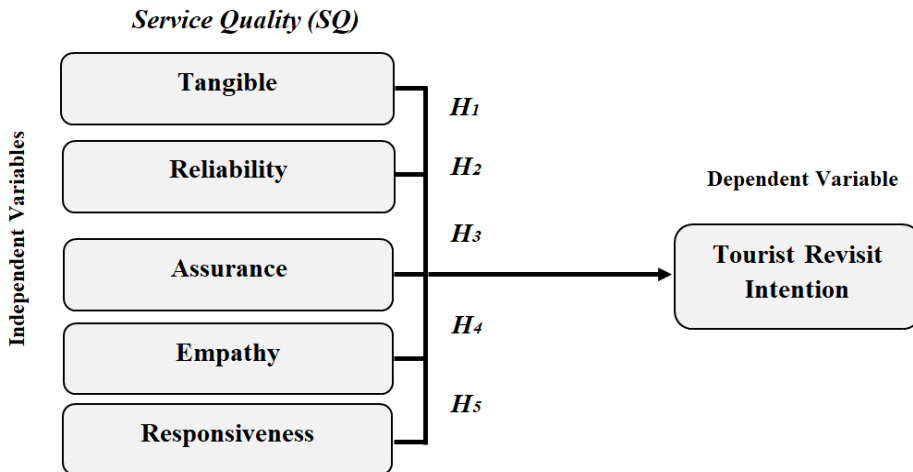 Service Quality (SQ)
Independent Variables
Tangible
H1
Reliability
H2
Assurance
H3
Empathy
H4
Responsiveness
H5
Dependent Variable
Tourist Revisit
Intention